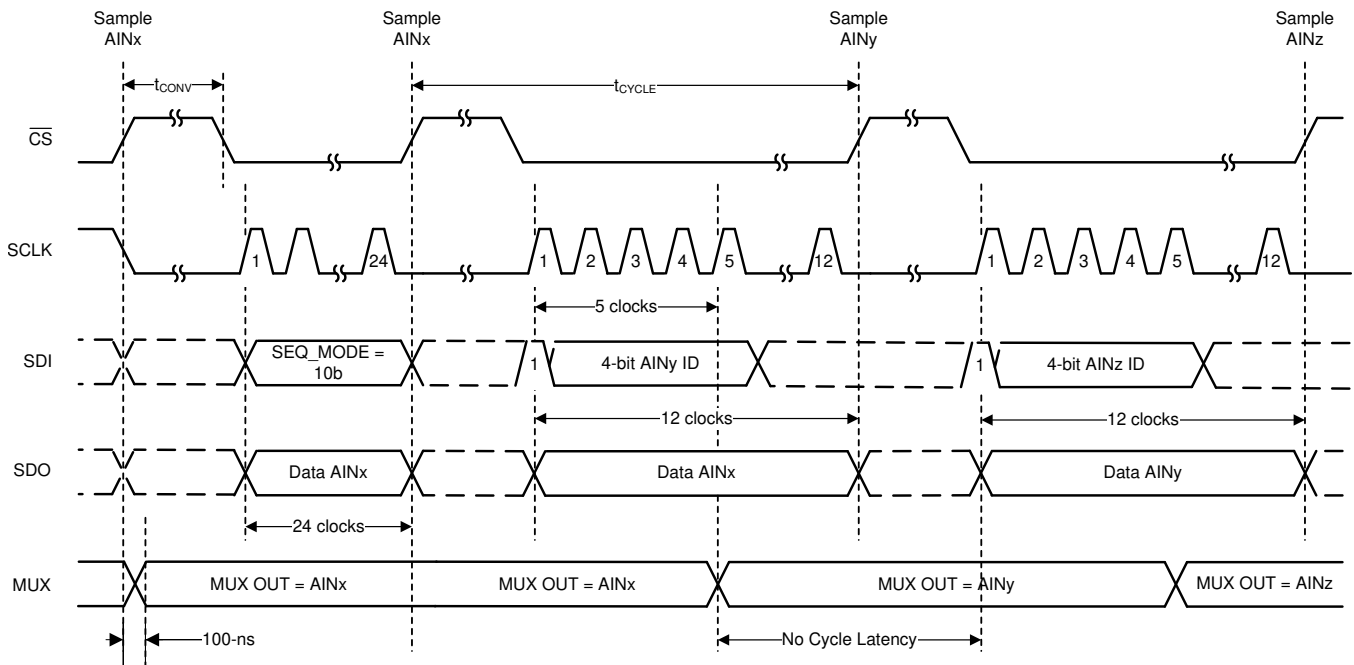 Sample
AINx
Sample
AINx
Sample
AINy
Sample
AINz
tCONV
tCYCLE
CS
SCLK
1
24
1
2
3
4
5
12
1
2
3
4
5
12
5 clocks
SDI
SEQ_MODE =
10b
1
4-bit AINy ID
1
4-bit AINz ID
12 clocks
12 clocks
SDO
Data AINx
Data AINx
Data AINy
24 clocks
MUX
MUX OUT = AINx
MUX OUT = AINx
MUX OUT = AINy
MUX OUT = AINz
100-ns
No Cycle Latency